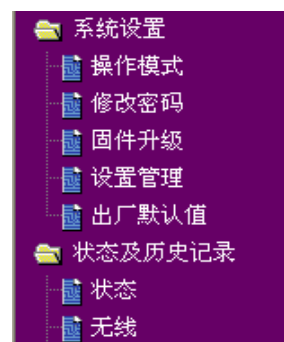 系统设置
操作模式
修改密码
固件升级
设置管理
出厂默认值
状态及历史记录
状态
无线